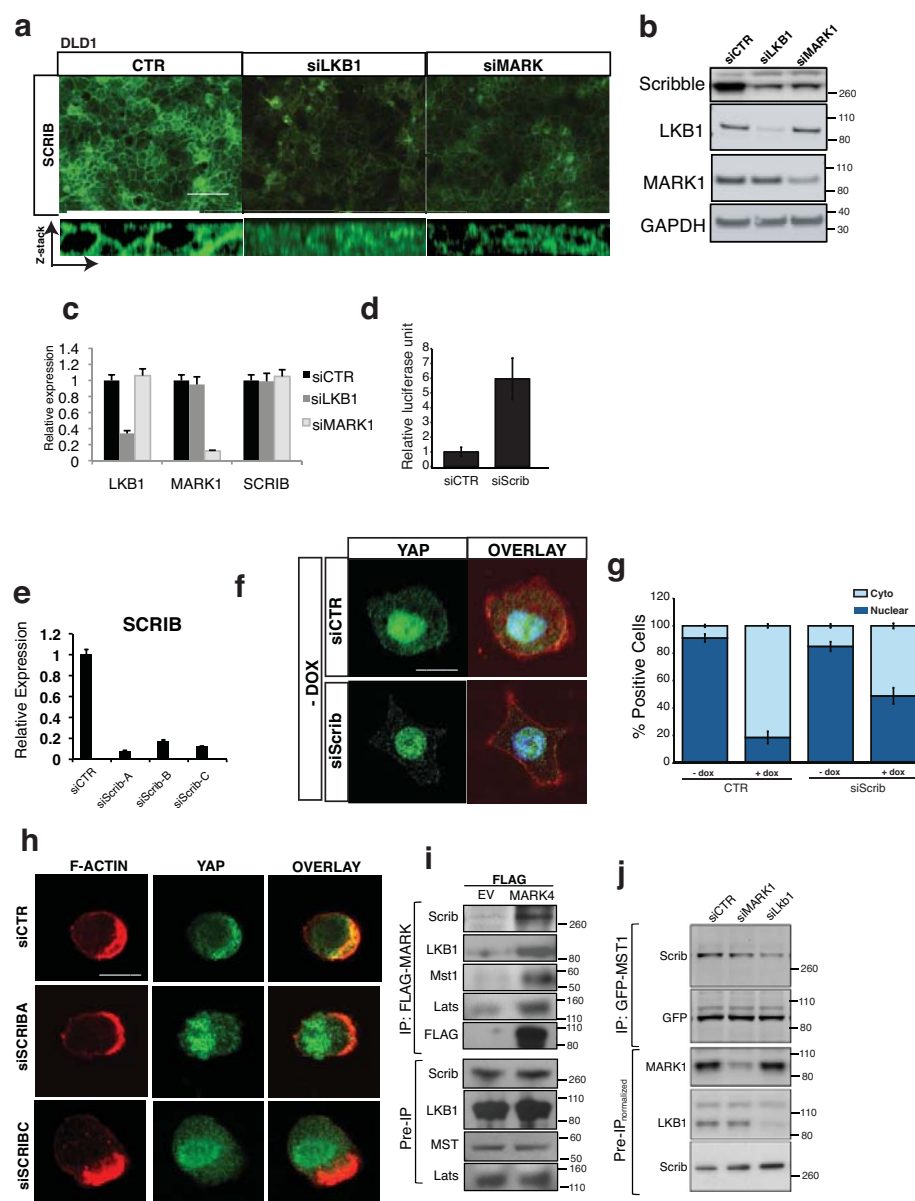 a
DLD1
CTR siLKB1 siMARK
SCRIB
Z-stack
b
siCTR siLKB1 siMARK1
Scribble
260
LKB1
110
80
MARK1
110
80
GAPDH
40
30
c
Relative expression
1.4
1.2
1
0.8
0.6
0.4
0.2
0
LKB1 MARK1 SCRIB
siCTR
siLKB1
siMARK1
d
Relative luciferase unit
8
7
6
5
4
3
2
1
0
siCTR siScrib
e
SCRIB
Relative Expression
1.2
1
0.8
0.6
0.4
0.2
0
siCTR siScrib-A siScrib-B siScrib-C
f
YAP OVERLAY
- DOX
siCTR
siScrib
g
Cyto
Nuclear
% Positive Cells
120
100
80
60
40
20
0
- dox + dox - dox + dox
CTR siScrib
h
F-ACTIN YAP OVERLAY
siCTR
siSCRIBA
siSCRIBC
i
FLAG
EV MARK4
IP: FLAG-MARK
Scrib
260
LKB1
80
Mst1
60
50
Lats
160
110
FLAG
110
80
Pre-IP
Scrib
260
LKB1
110
80
MST
60
50
Lats
160
110
j
siCTR siMARK1 siLkb1
IP: GFP-MST1
Scrib
260
GFP
110
80
Pre-IPnormalized
MARK1
110
80
LKB1
110
80
Scrib
260